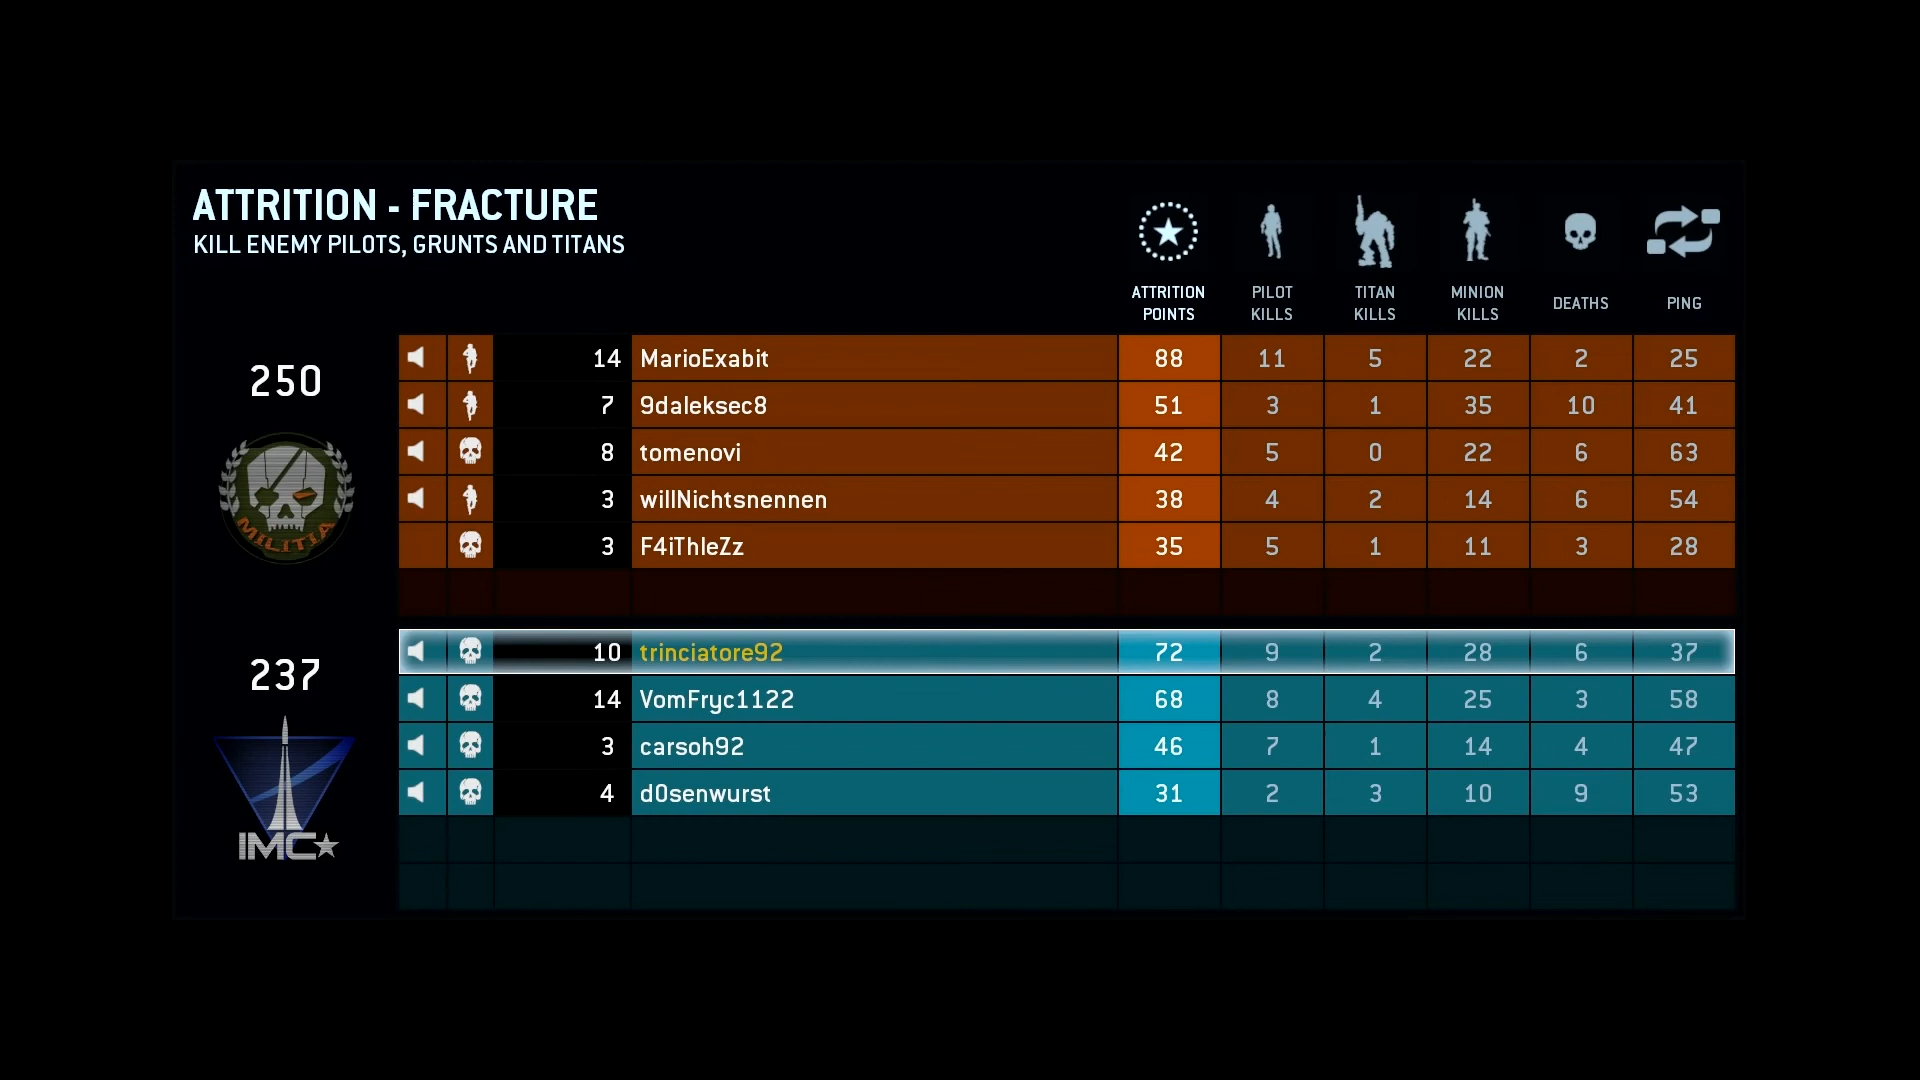 ATTRITION - FRACTURE
KILL ENEMY PILOTS, GRUNTS AND TITANS
ATTRITION POINTS PILOT KILLS TITAN KILLS MINION KILLS DEATHS PING
250
MILITIA
14 MarioExabit 88 11 5 22 2 25
7 9daleksec8 51 3 1 35 10 41
8 tomenovi 42 5 0 22 6 63
3 willNichtsnennen 38 4 2 14 6 54
3 F4iThleZz 35 5 1 11 3 28
237
IMC
10 trinciatore92 72 9 2 28 6 37
14 VomFryc1122 68 8 4 25 3 58
3 carsoh92 46 7 1 14 4 47
4 d0senwurst 31 2 3 10 9 53